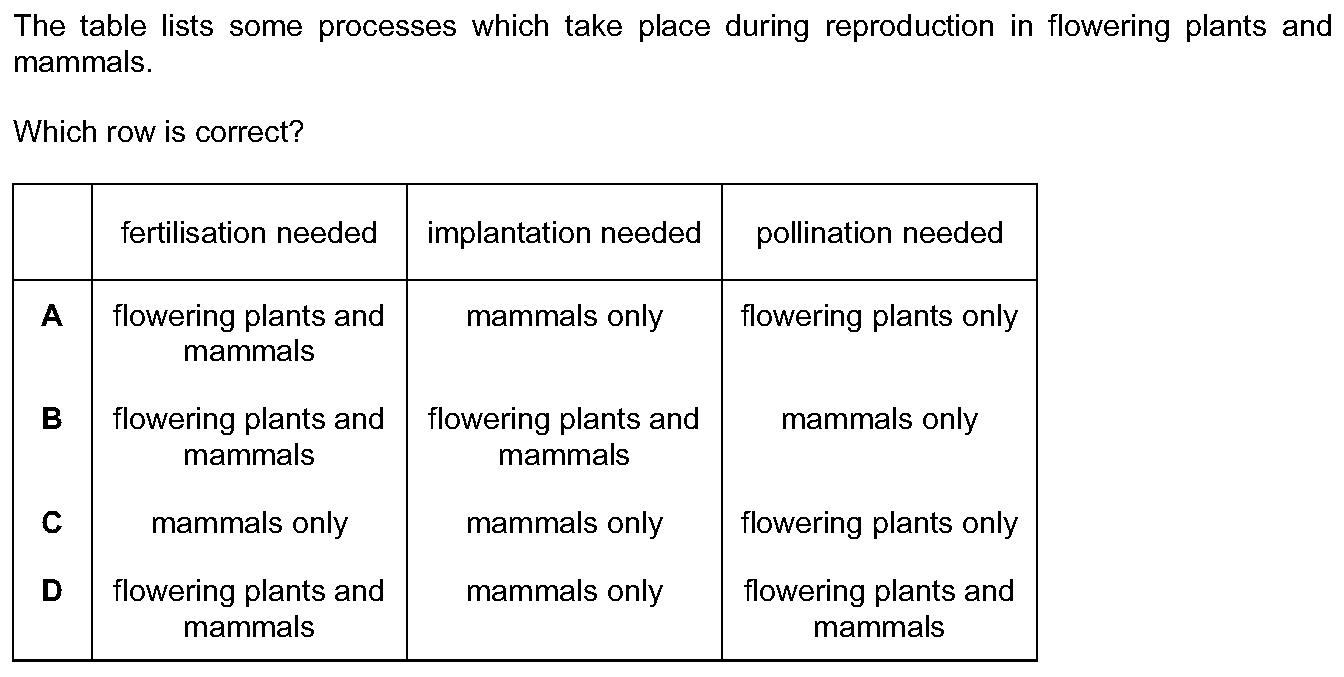 The table lists some processes which take place during reproduction in flowering plants and
mammals.
Which row is correct?
fertilisation needed implantation needed pollination needed
A flowering plants and mammals only flowering plants only
mammals
B flowering plants and flowering plants and mammals only
mammals mammals
C mammals only mammals only flowering plants only
D flowering plants and mammals only flowering plants and
mammals mammals